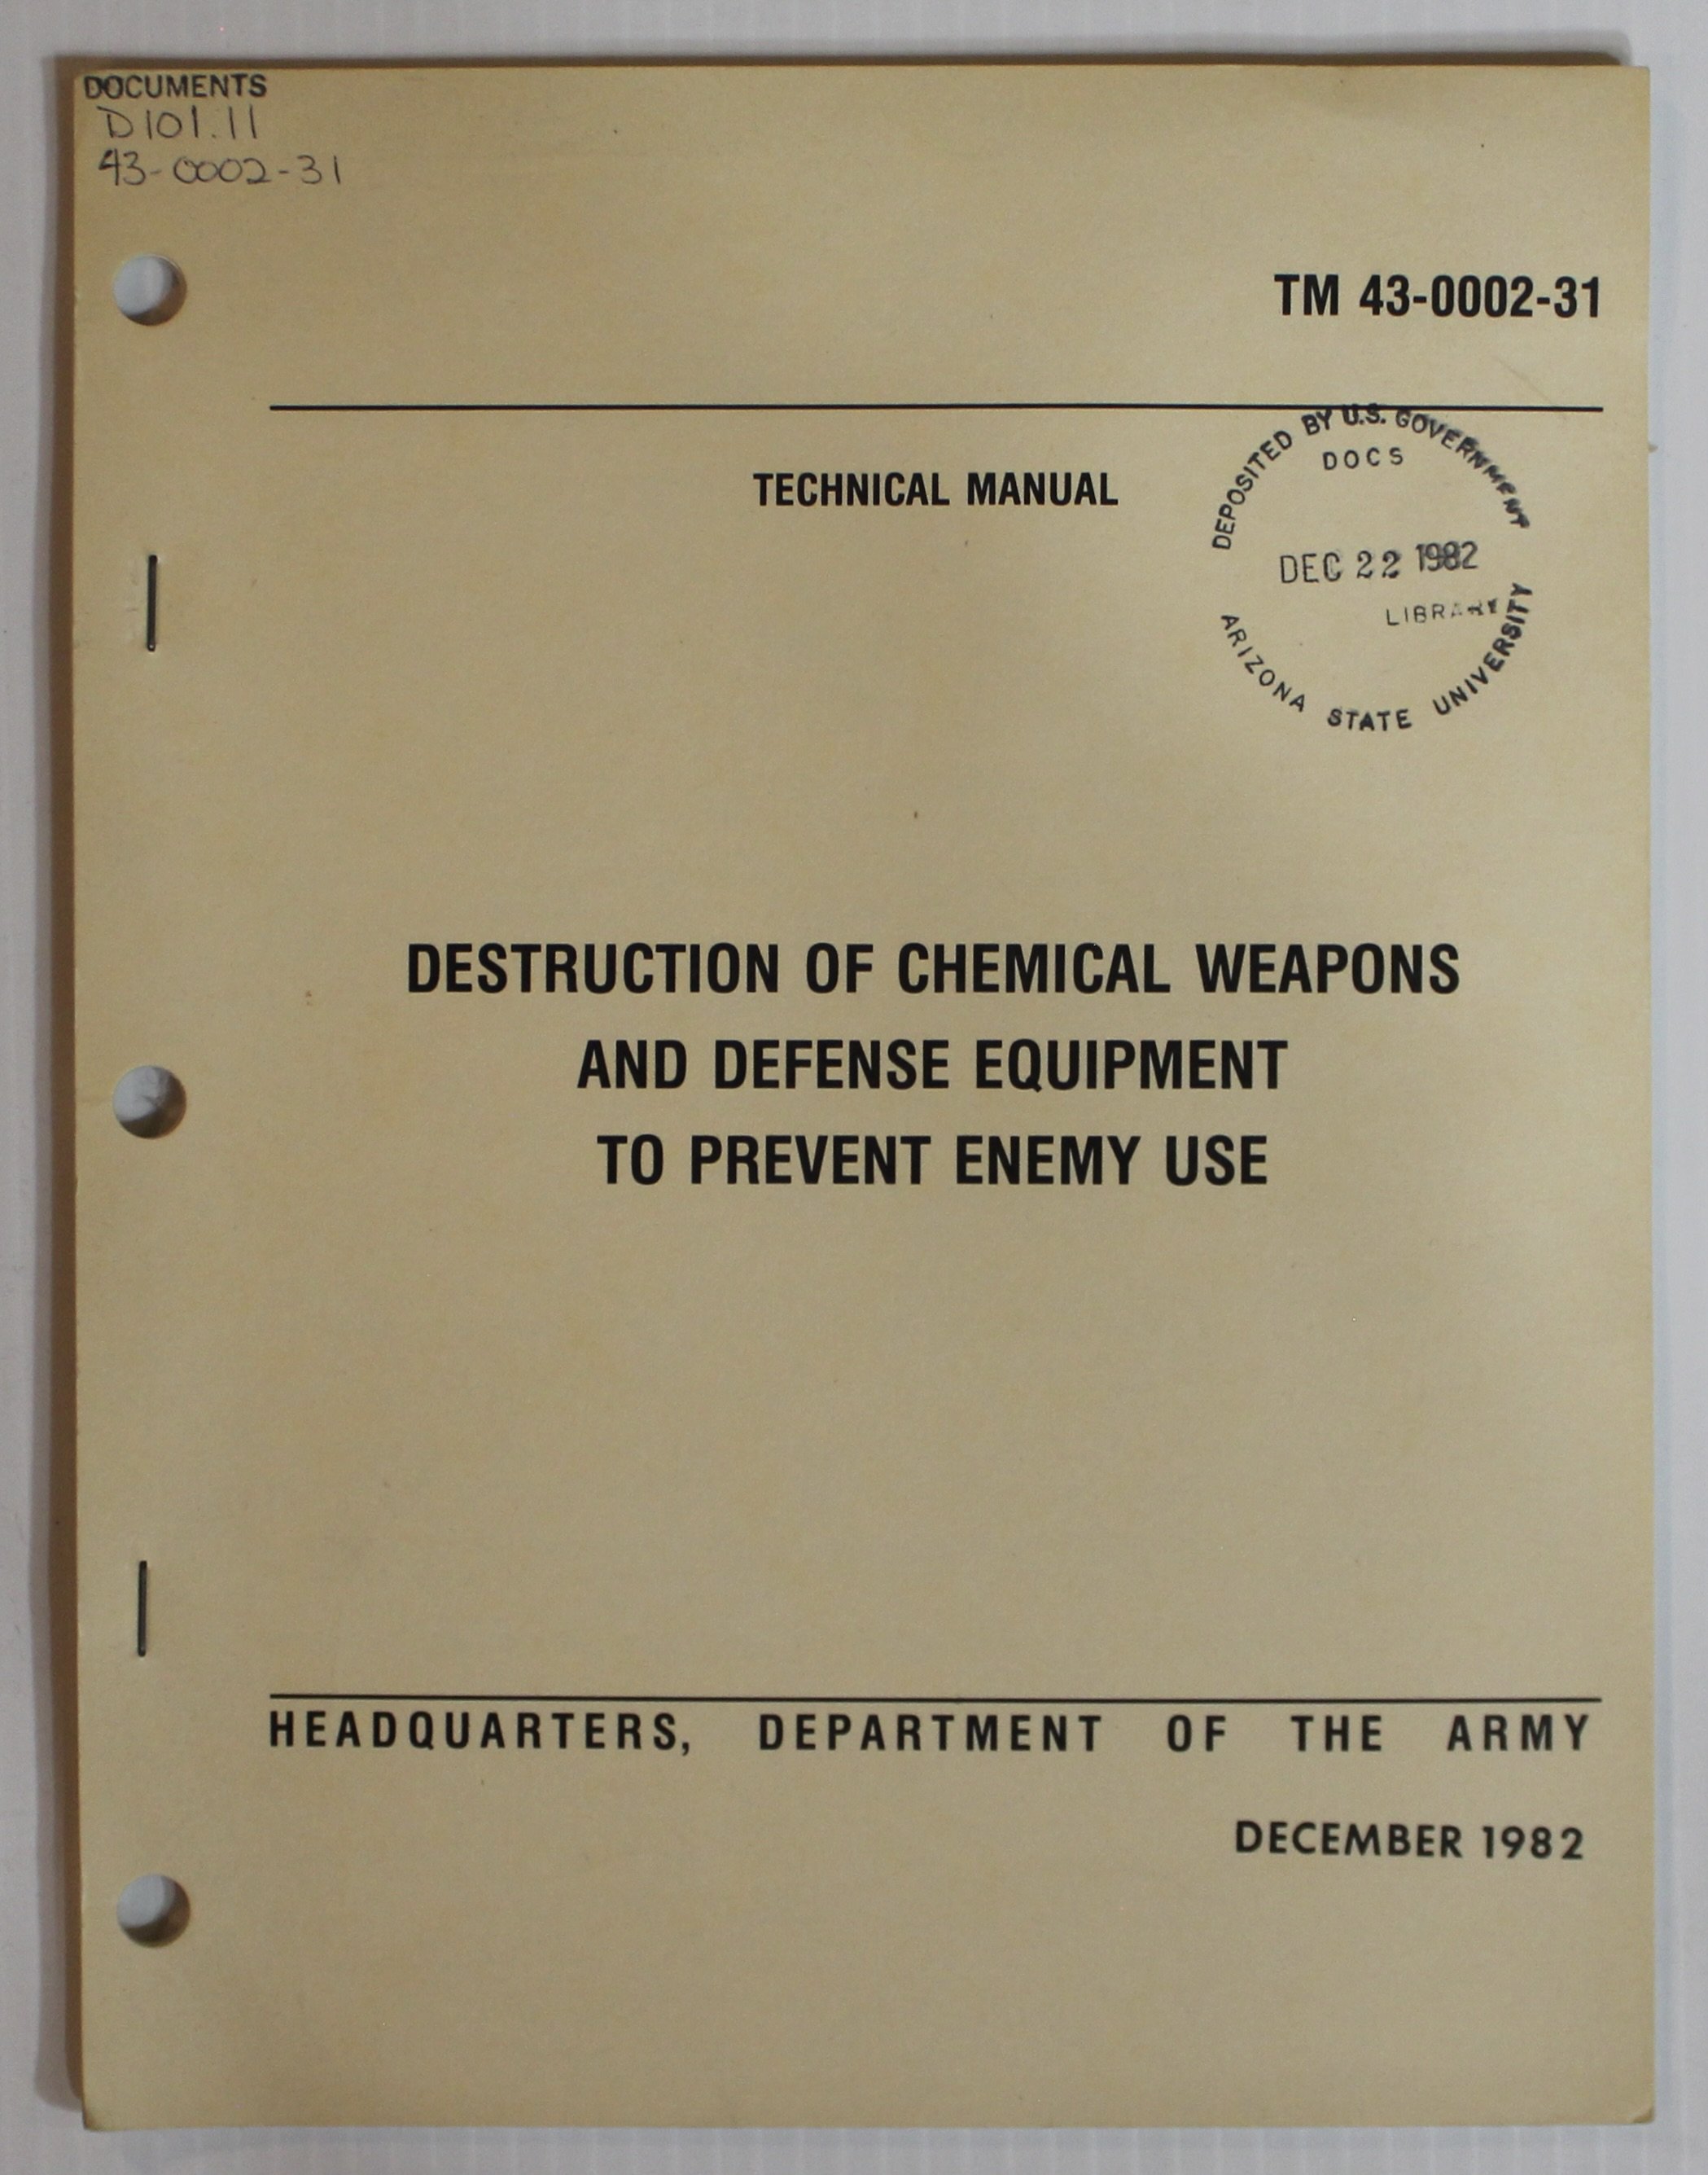 DOCUMENTS
D101.11
43-0002-31
TM 43-0002-31
TECHNICAL MANUAL
DEPOSITED BY U.S. GOVERNMENT
DOCS
DEC 22 1982
LIBRARY
ARIZONA STATE UNIVERSITY
DESTRUCTION OF CHEMICAL WEAPONS
AND DEFENSE EQUIPMENT
TO PREVENT ENEMY USE
HEADQUARTERS, DEPARTMENT OF THE ARMY
DECEMBER 1982